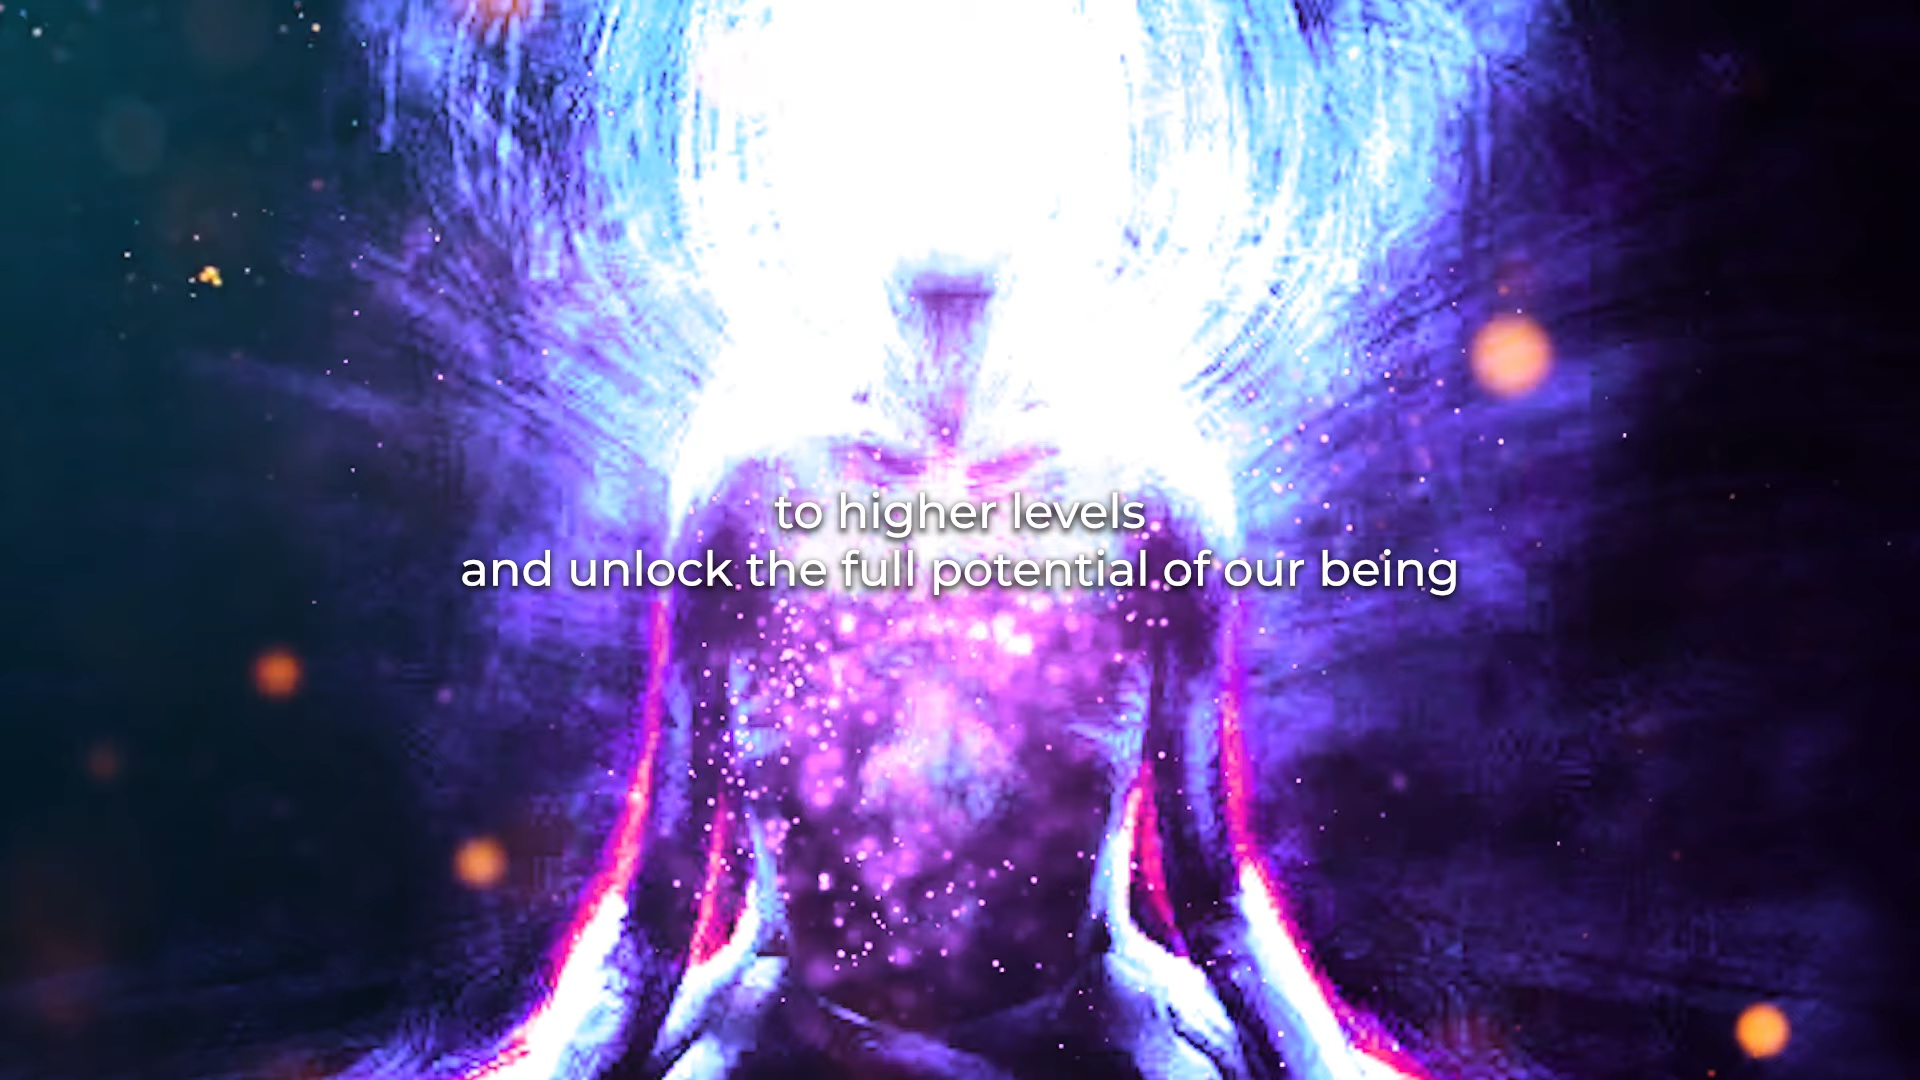 to higher levels
and unlock the full potential of our being